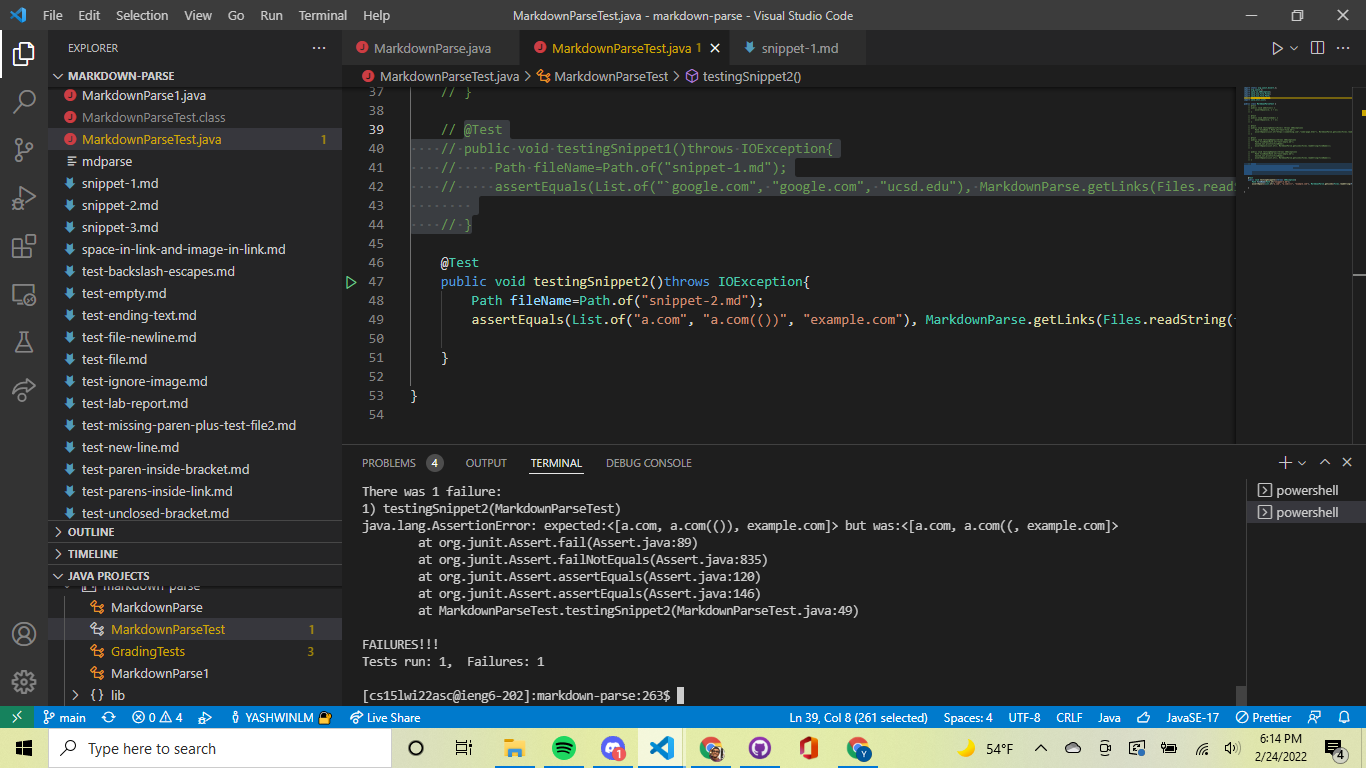 File Edit Selection View Go Run Terminal Help
MarkdownParseTest.java - markdown-parse - Visual Studio Code
EXPLORER
MARKDOWN-PARSE
MarkdownParse1.java
MarkdownParseTest.class
MarkdownParseTest.java 1
mdparse
snippet-1.md
snippet-2.md
snippet-3.md
space-in-link-and-image-in-link.md
test-backslash-escapes.md
test-empty.md
test-ending-text.md
test-file-newline.md
test-file.md
test-ignore-image.md
test-lab-report.md
test-missing-paren-plus-test-file2.md
test-new-line.md
test-paren-inside-bracket.md
test-parens-inside-link.md
test-unclosed-bracket.md
OUTLINE
TIMELINE
JAVA PROJECTS
markdown-parse
MarkdownParse
MarkdownParseTest 1
GradingTests 3
MarkdownParse1
{} lib
MarkdownParse.java MarkdownParseTest.java 1 snippet-1.md
MarkdownParseTest.java > MarkdownParseTest > testingSnippet2()
37 // }
38
39 // @Test
40 // public void testingSnippet1()throws IOException{
41 // Path fileName=Path.of("snippet-1.md");
42 // assertEquals(List.of("`google.com", "google.com", "ucsd.edu"), MarkdownParse.getLinks(Files.read
43
44 // }
45
46 @Test
47 public void testingSnippet2()throws IOException{
48 Path fileName=Path.of("snippet-2.md");
49 assertEquals(List.of("a.com", "a.com(())", "example.com"), MarkdownParse.getLinks(Files.readString(
50
51 }
52
53 }
54
PROBLEMS 4 OUTPUT TERMINAL DEBUG CONSOLE
powershell
powershell
There was 1 failure:
1) testingSnippet2(MarkdownParseTest)
java.lang.AssertionError: expected:<[a.com, a.com(()), example.com]> but was:<[a.com, a.com((, example.com]>
at org.junit.Assert.fail(Assert.java:89)
at org.junit.Assert.failNotEquals(Assert.java:835)
at org.junit.Assert.assertEquals(Assert.java:120)
at org.junit.Assert.assertEquals(Assert.java:146)
at MarkdownParseTest.testingSnippet2(MarkdownParseTest.java:49)
FAILURES!!!
Tests run: 1,  Failures: 1
[cs15lwi22asc@ieng6-202]:markdown-parse:263$
main 0 4 YASHWINLM Live Share Ln 39, Col 8 (261 selected) Spaces: 4 UTF-8 CRLF Java JavaSE-17 Prettier
Type here to search
1
Y
54°F
6:14 PM
2/24/2022
4